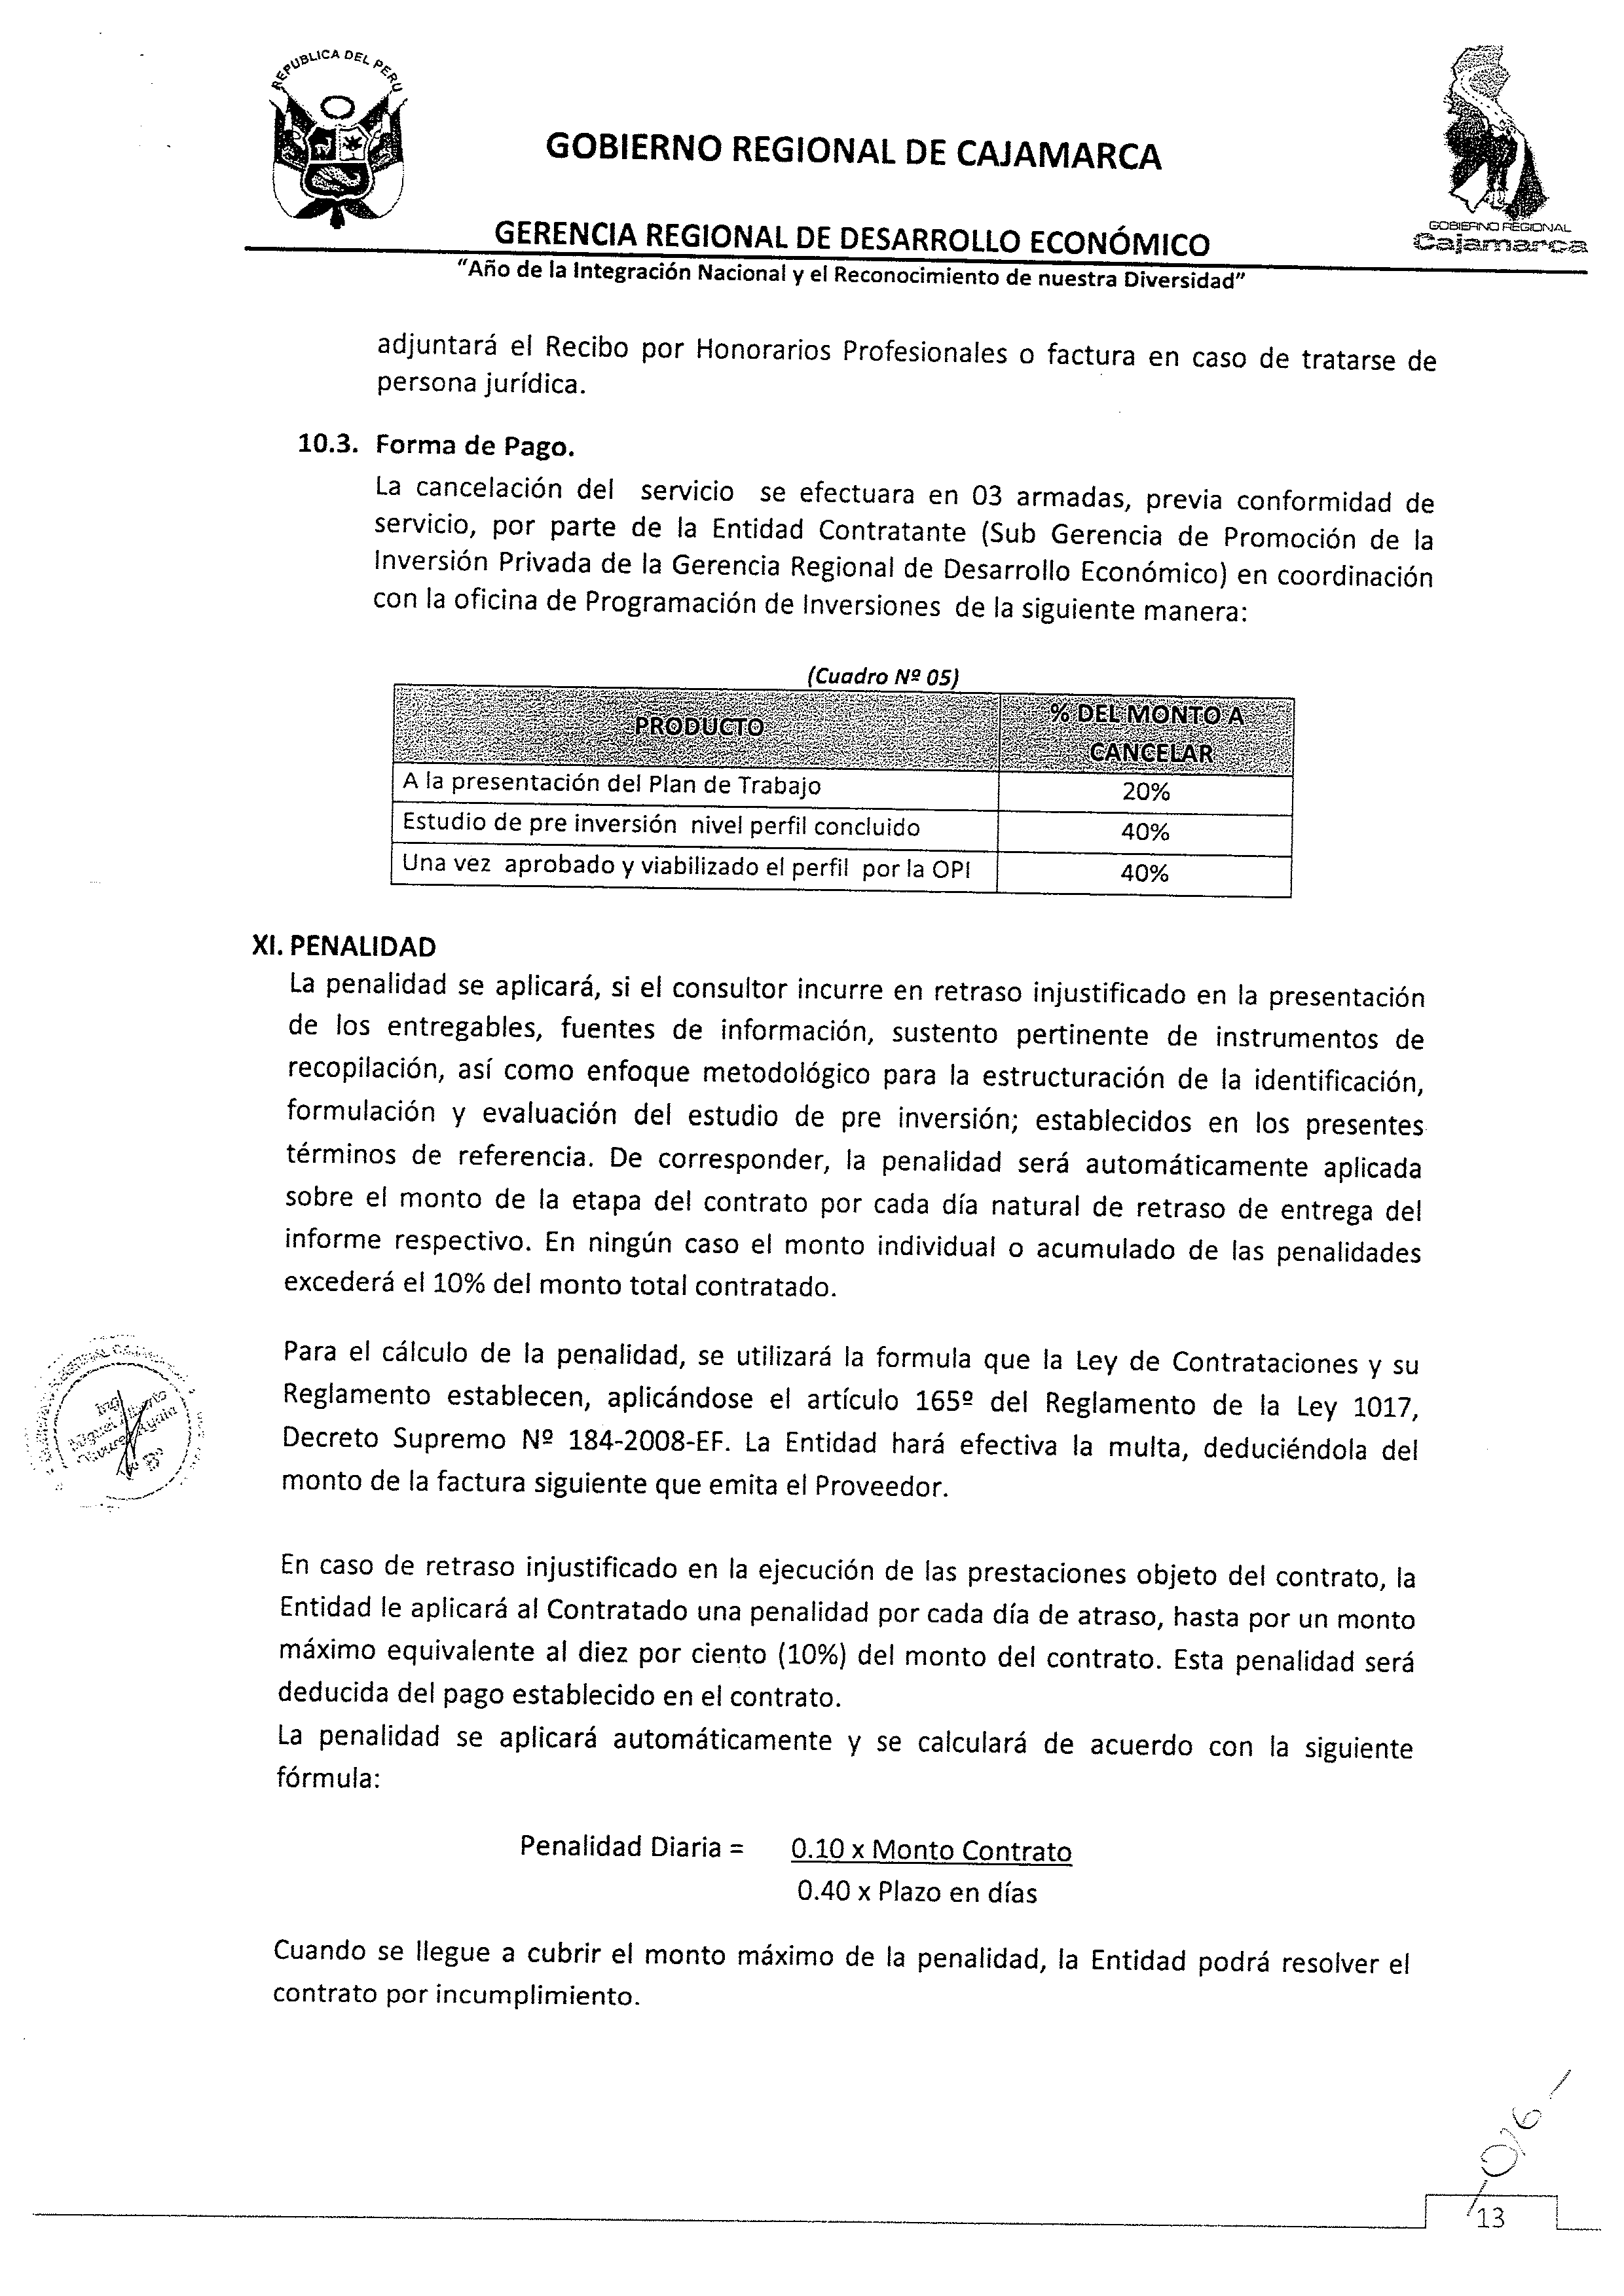 REPUBLICA DEL PERU
GOBIERNO REGIONAL DE CAJAMARCA
GOBIERNO REGIONAL
Cajamarca
GERENCIA REGIONAL DE DESARROLLO ECONÓMICO
"Año de la Integración Nacional y el Reconocimiento de nuestra Diversidad"
adjuntará el Recibo por Honorarios Profesionales o factura en caso de tratarse de
persona jurídica.
10.3. Forma de Pago.
La cancelación del servicio se efectuara en 03 armadas, previa conformidad de
servicio, por parte de la Entidad Contratante (Sub Gerencia de Promoción de la
Inversión Privada de la Gerencia Regional de Desarrollo Económico) en coordinación
con la oficina de Programación de Inversiones de la siguiente manera:
(Cuadro Nº 05)
PRODUCTO
% DEL MONTO A
CANCELAR
A la presentación del Plan de Trabajo 20%
Estudio de pre inversión nivel perfil concluido 40%
Una vez aprobado y viabilizado el perfil por la OPI 40%
XI. PENALIDAD
La penalidad se aplicará, si el consultor incurre en retraso injustificado en la presentación
de los entregables, fuentes de información, sustento pertinente de instrumentos de
recopilación, así como enfoque metodológico para la estructuración de la identificación,
formulación y evaluación del estudio de pre inversión; establecidos en los presentes
términos de referencia. De corresponder, la penalidad será automáticamente aplicada
sobre el monto de la etapa del contrato por cada día natural de retraso de entrega del
informe respectivo. En ningún caso el monto individual o acumulado de las penalidades
excederá el 10% del monto total contratado.
Para el cálculo de la penalidad, se utilizará la formula que la Ley de Contrataciones y su
Reglamento establecen, aplicándose el artículo 165º del Reglamento de la Ley 1017,
Decreto Supremo Nº 184-2008-EF. La Entidad hará efectiva la multa, deduciéndola del
monto de la factura siguiente que emita el Proveedor.
Ing
Miguel Alberto
En caso de retraso injustificado en la ejecución de las prestaciones objeto del contrato, la
Entidad le aplicará al Contratado una penalidad por cada día de atraso, hasta por un monto
máximo equivalente al diez por ciento (10%) del monto del contrato. Esta penalidad será
deducida del pago establecido en el contrato.
La penalidad se aplicará automáticamente y se calculará de acuerdo con la siguiente
fórmula:
Penalidad Diaria = 0.10 x Monto Contrato
0.40 x Plazo en días
Cuando se llegue a cubrir el monto máximo de la penalidad, la Entidad podrá resolver el
contrato por incumplimiento.
13